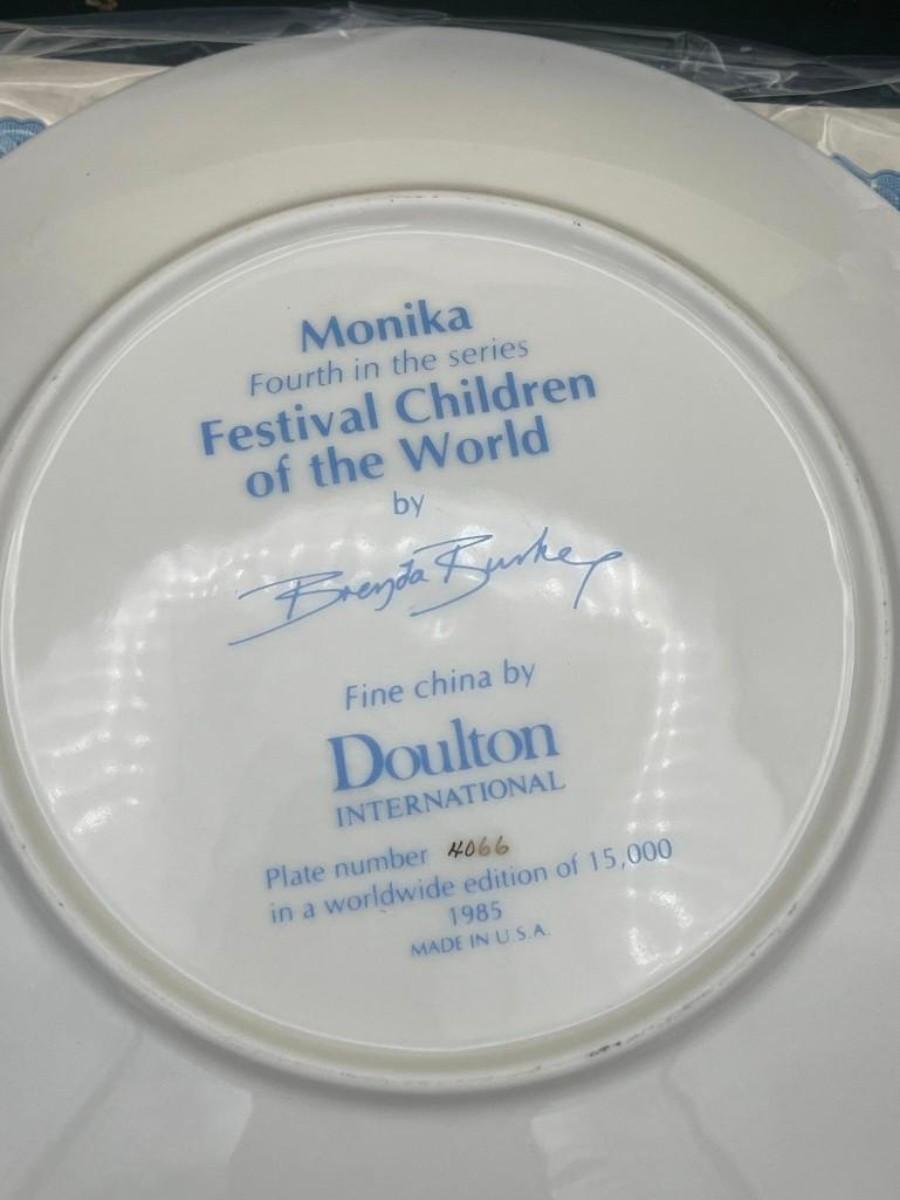 Monika
Fourth in the series
Festival Children
of the World
by
Brenda Burke
Fine china by
Doulton
INTERNATIONAL
Plate number 4066
in a worldwide edition of 15,000
1985
MADE IN U.S.A.